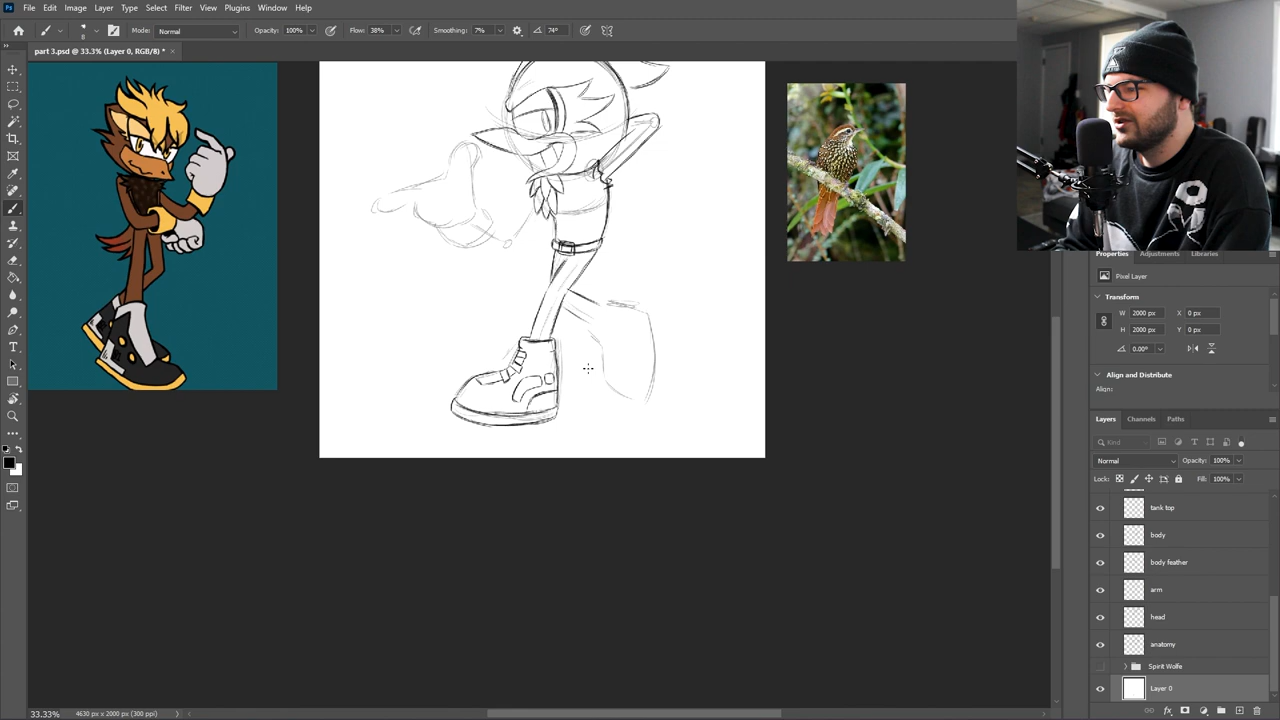 File Edit Image Layer Type Select Filter View Plugins Window Help
Mode: Normal Opacity: 100% Flow: 38% Smoothing: 7% 74°
part 3.psd @ 33.3% (Layer 0, RGB/8) *
Properties Adjustments Libraries
Pixel Layer
Transform
W 2000 px X 0 px
H 2000 px Y 0 px
0.00°
Align and Distribute
Align:
Layers Channels Paths
Kind
Normal Opacity: 100%
Lock: Fill: 100%
tank top
body
body feather
arm
head
anatomy
Spirit Wolfe
Layer 0
33.33% 4630 px x 2000 px (300 ppi)